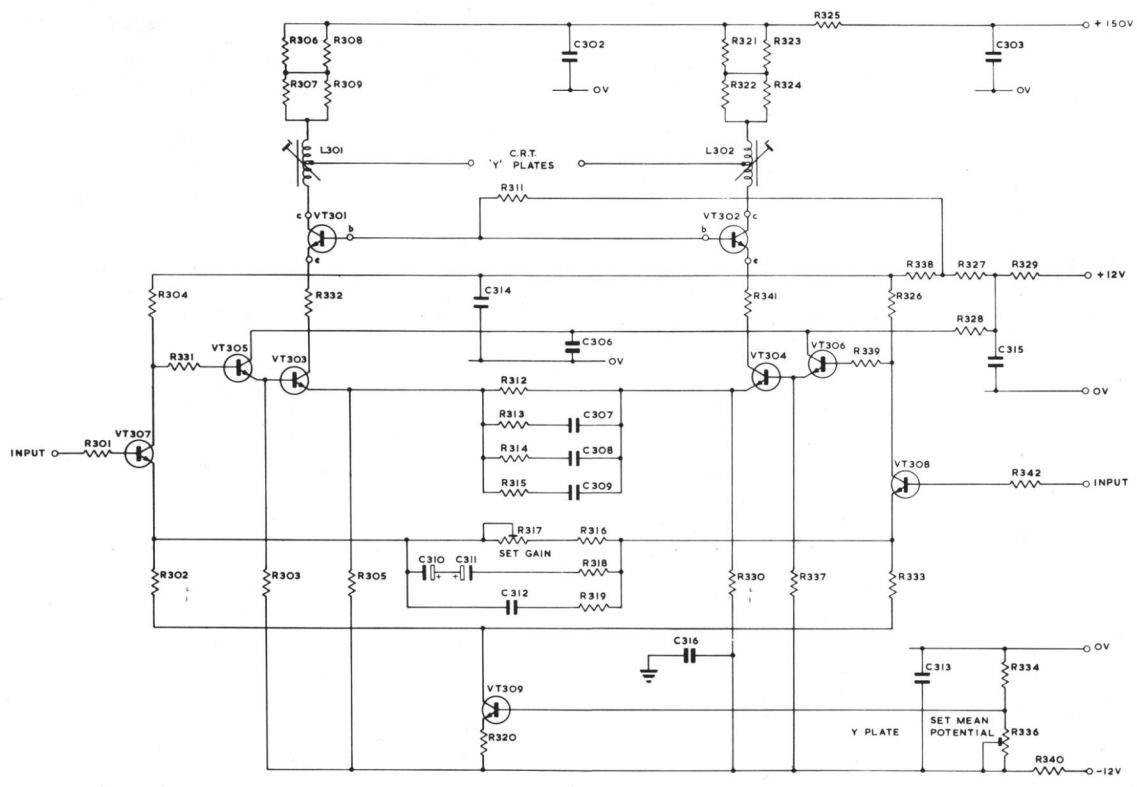 R325
+ 150V
R306
R308
C302
R321
R323
C303
R307
R309
0V
R322
R324
0V
L301
C.R.T.
'Y' PLATES
L302
R311
c
VT301
b
e
VT302
c
b
e
R304
R332
C314
R341
R338
R327
R329
+12V
R326
R328
C306
0V
VT305
R331
VT303
VT304
VT306
R339
C315
0V
R312
R313
C307
R314
C308
R315
C309
VT307
R301
INPUT
VT308
R342
INPUT
R317
R316
SET GAIN
C310
C311
+
+
R318
C312
R319
R302
R303
R305
R330
R337
R333
C316
0V
C313
R334
VT309
R320
Y PLATE
SET MEAN
POTENTIAL
R336
R340
-12V